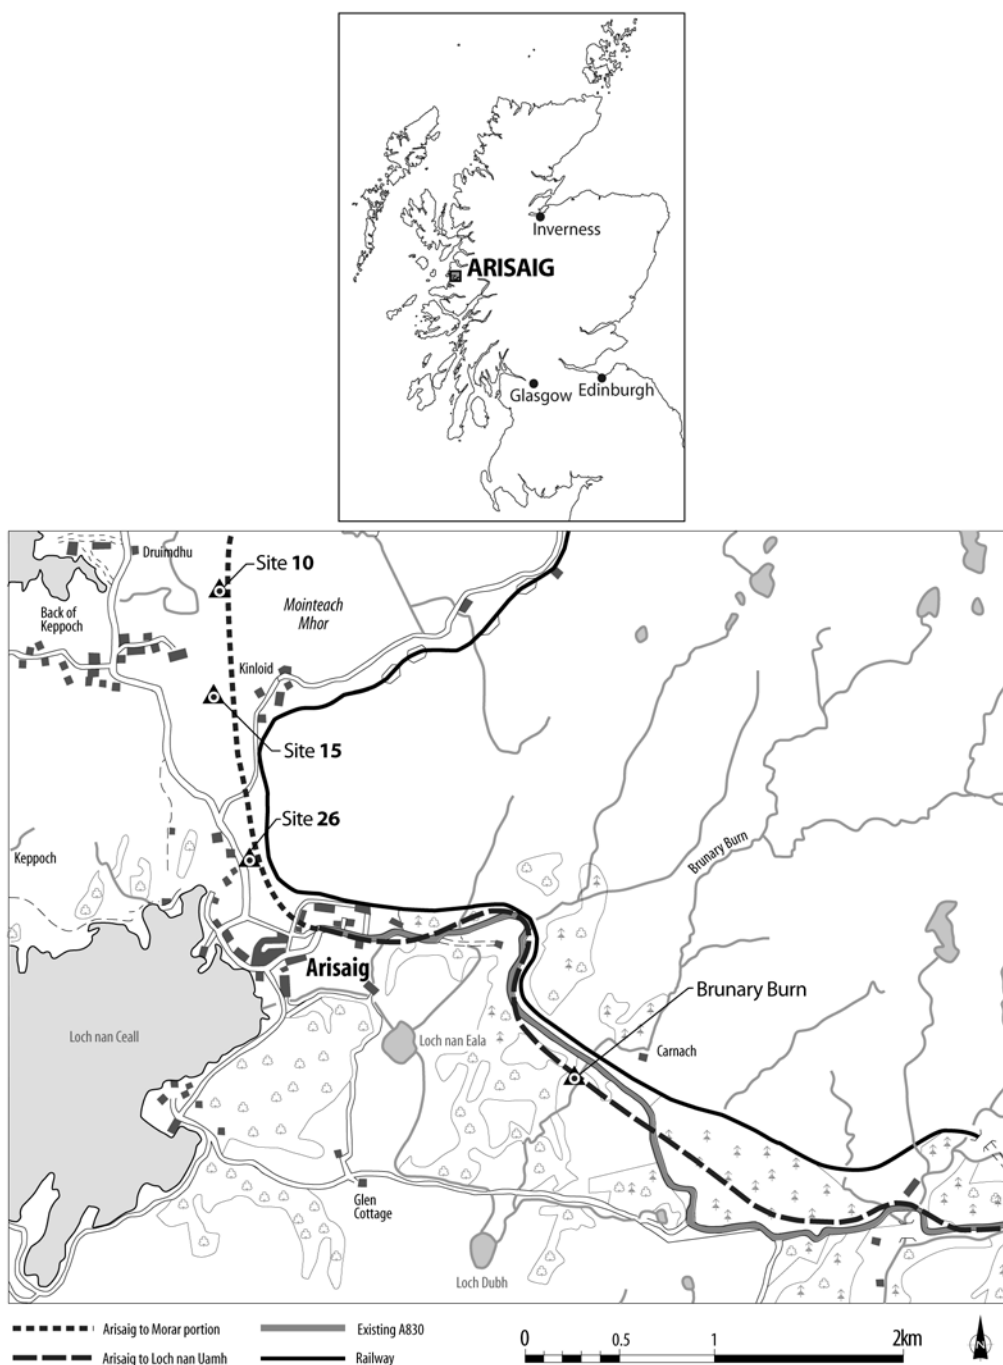 Inverness
ARISAIG
Glasgow
Edinburgh
Druimdhu
Site 10
Back of
Keppoch
Mointeach
Mhor
Kinloid
Site 15
Site 26
Keppoch
Brunary Burn
Arisaig
Brunary Burn
Loch nan Ceall
Loch nan Eala
Carnach
Glen
Cottage
Loch Dubh
Arisaig to Morar portion
Existing A830
0
0.5
1
2km
N
Arisaig to Loch nan Uamh
Railway